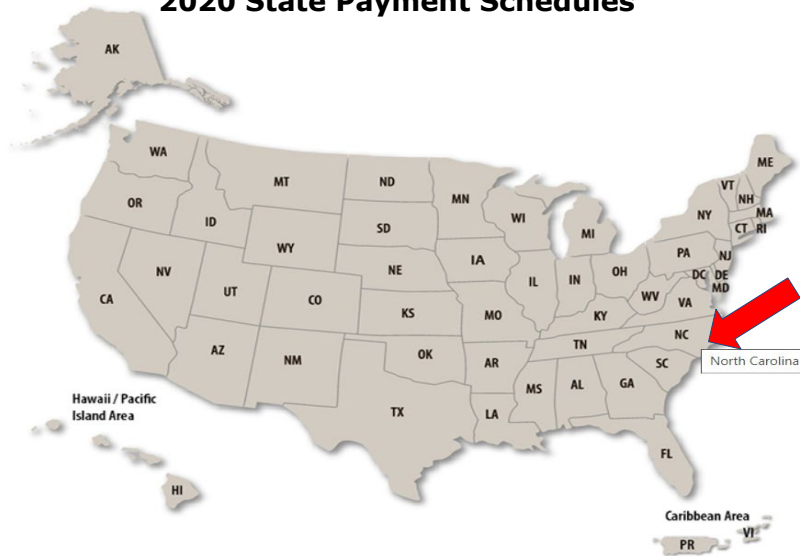 2020 State Payment Schedules
AK
WA
MT
ND
MN
ME
VT
NH
OR
ID
SD
WI
MI
NY
MA
CT
RI
WY
IA
PA
NJ
NV
NE
IL
IN
OH
DC
DE
MD
CA
UT
CO
KS
MO
WV
VA
KY
AZ
NM
OK
AR
TN
NC
North Carolina
SC
MS
AL
GA
TX
LA
FL
Hawaii / Pacific
Island Area
HI
Caribbean Area
VI
PR